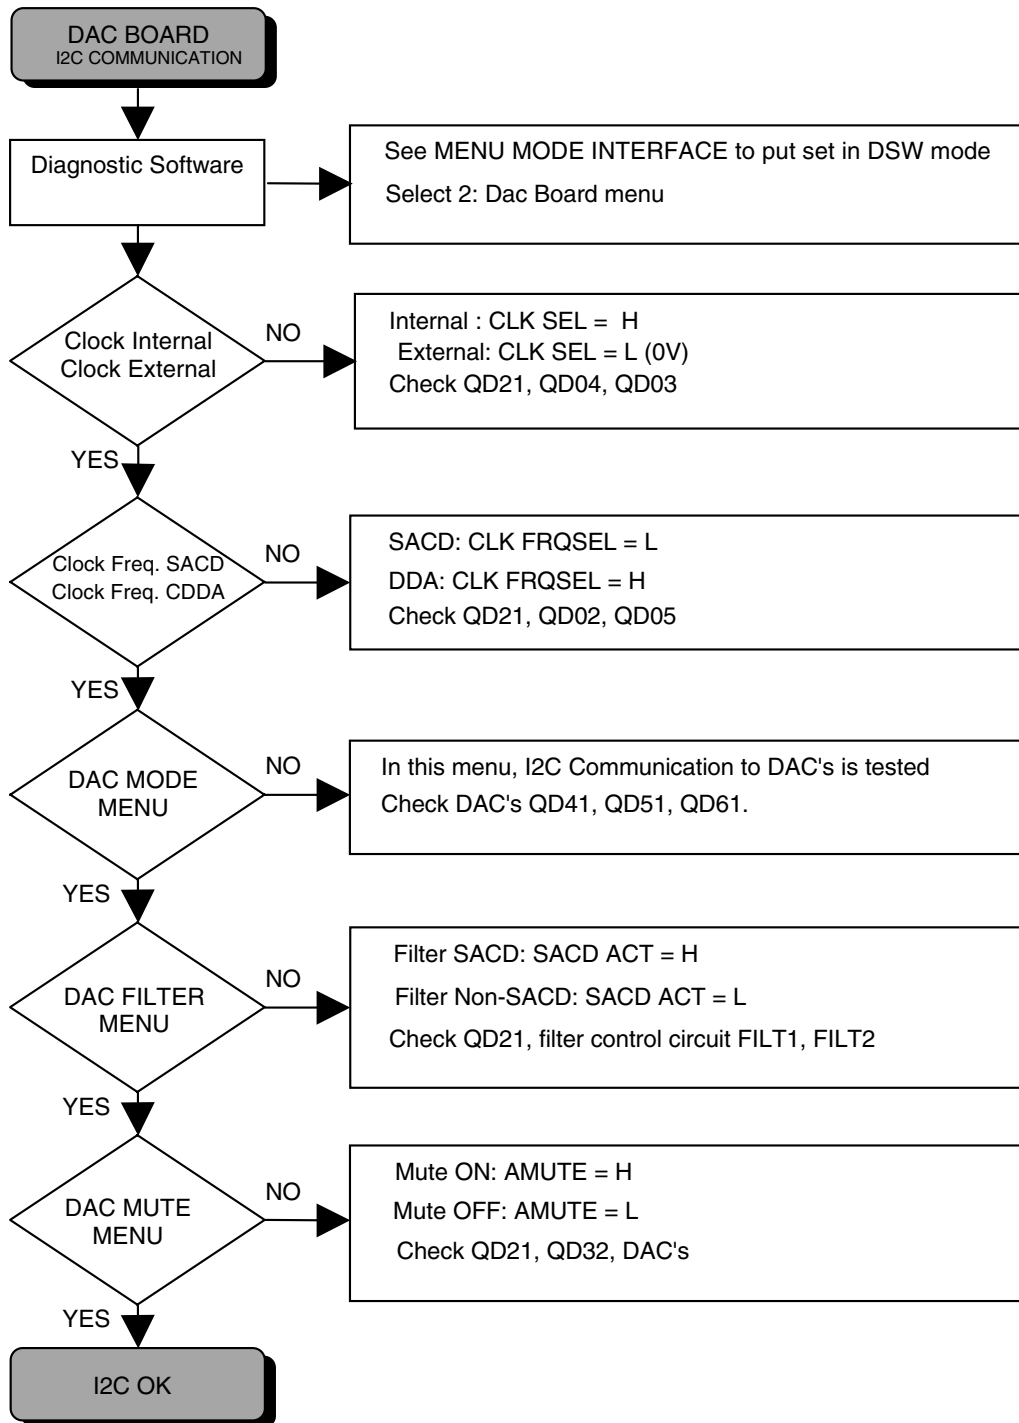 DAC BOARD
I2C COMMUNICATION
Diagnostic Software
See MENU MODE INTERFACE to put set in DSW mode
Select 2: Dac Board menu
Clock Internal
Clock External
NO
Internal : CLK SEL = H
External: CLK SEL = L (0V)
Check QD21, QD04, QD03
YES
Clock Freq. SACD
Clock Freq. CDDA
NO
SACD: CLK FRQSEL = L
DDA: CLK FRQSEL = H
Check QD21, QD02, QD05
YES
DAC MODE
MENU
NO
In this menu, I2C Communication to DAC's is tested
Check DAC's QD41, QD51, QD61.
YES
DAC FILTER
MENU
NO
Filter SACD: SACD ACT = H
Filter Non-SACD: SACD ACT = L
Check QD21, filter control circuit FILT1, FILT2
YES
DAC MUTE
MENU
NO
Mute ON: AMUTE = H
Mute OFF: AMUTE = L
Check QD21, QD32, DAC's
YES
I2C OK